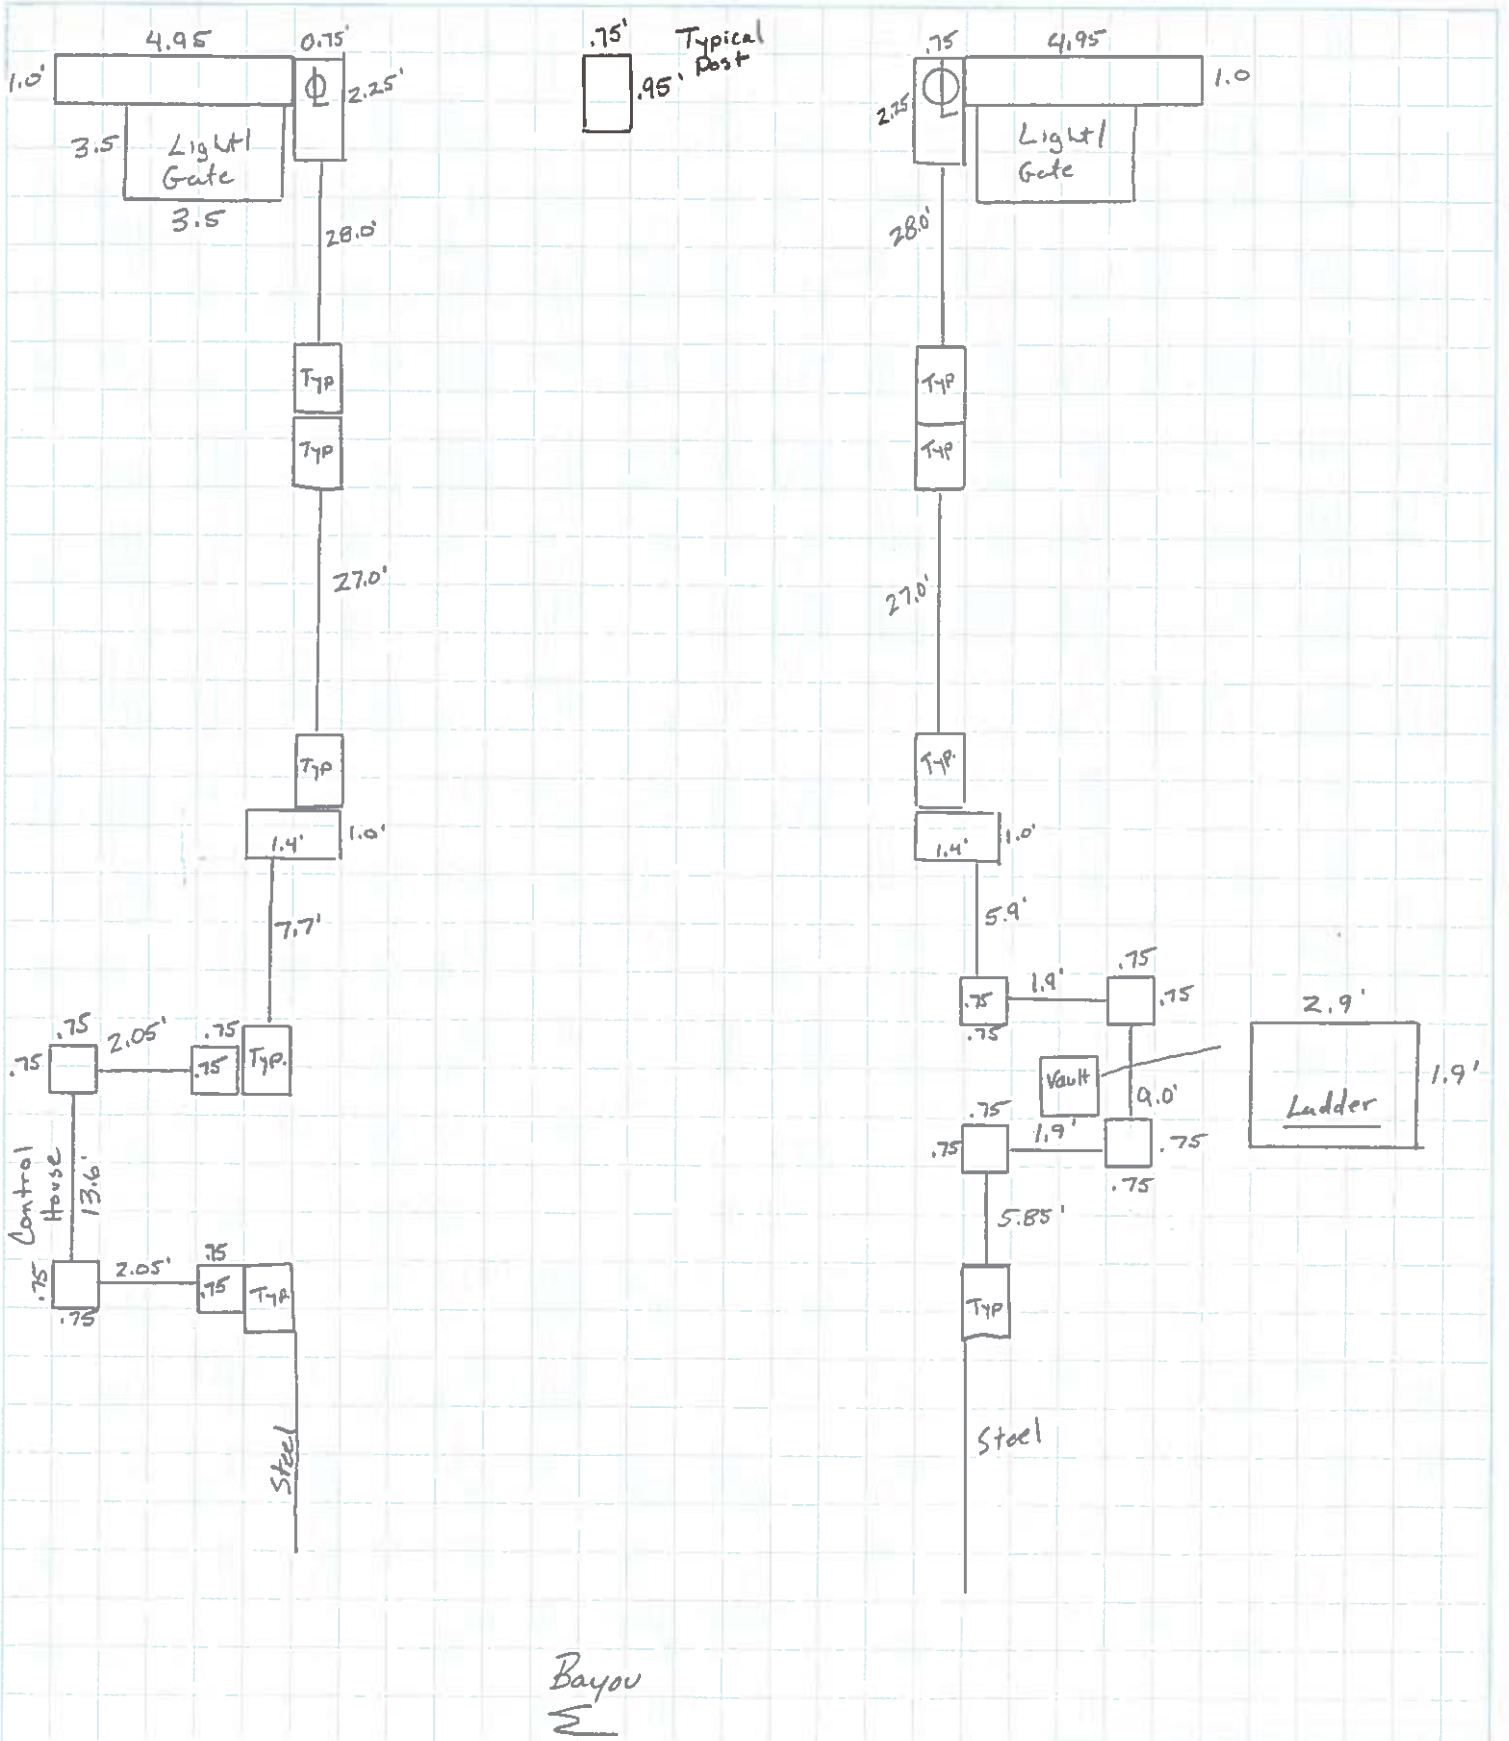 4.95 0.75' .75' Typical .75 4.95
Post
1.0' 2.25' .95' 2.25 1.0
3.5 Light/ Light/
Gate Gate
3.5
28.0' 28.0'
Typ Typ
Typ Typ
27.0' 27.0'
Typ Typ.
1.4' 1.0' 1.4' 1.0'
7.7' 5.9'
.75 2.05' .75 .75 1.9' .75
.75 .75 Typ. .75 .75
2.9'
Vault 9.0' 1.9'
Ladder
Control
House
13.6'
.75 1.9' .75
.75 .75
5.85'
.75 2.05' .75
.75 .75 Typ. Typ
Steel Steel
Bayou